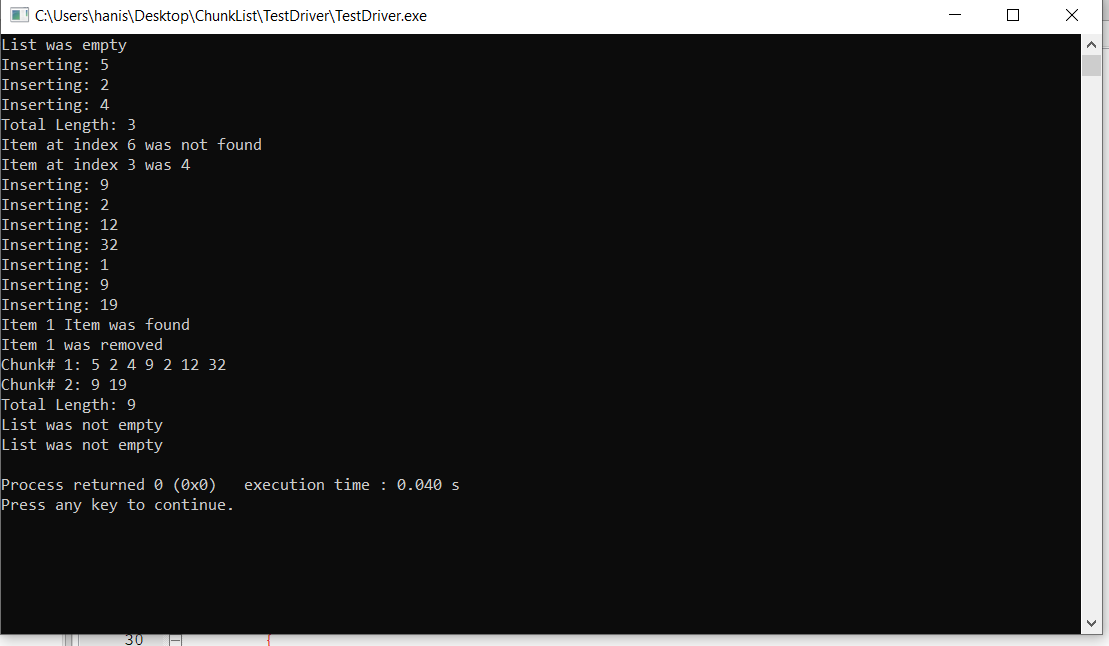 C:\Users\hanis\Desktop\ChunkList\TestDriver\TestDriver.exe
List was empty
Inserting: 5
Inserting: 2
Inserting: 4
Total Length: 3
Item at index 6 was not found
Item at index 3 was 4
Inserting: 9
Inserting: 2
Inserting: 12
Inserting: 32
Inserting: 1
Inserting: 9
Inserting: 19
Item 1 Item was found
Item 1 was removed
Chunk# 1: 5 2 4 9 2 12 32
Chunk# 2: 9 19
Total Length: 9
List was not empty
List was not empty
Process returned 0 (0x0)   execution time : 0.040 s
Press any key to continue.
30 {